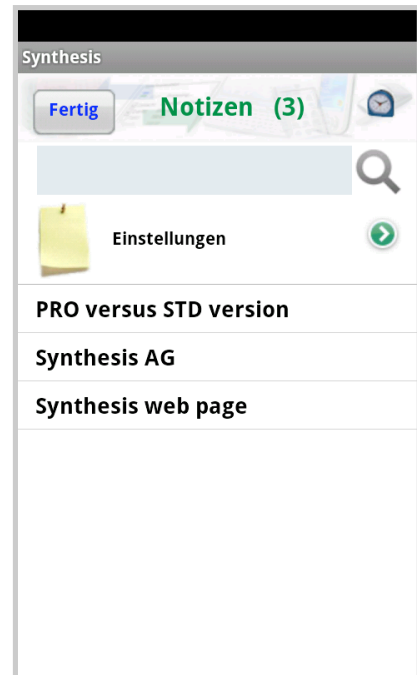 Synthesis
Fertig
Notizen (3)
Einstellungen
PRO versus STD version
Synthesis AG
Synthesis web page